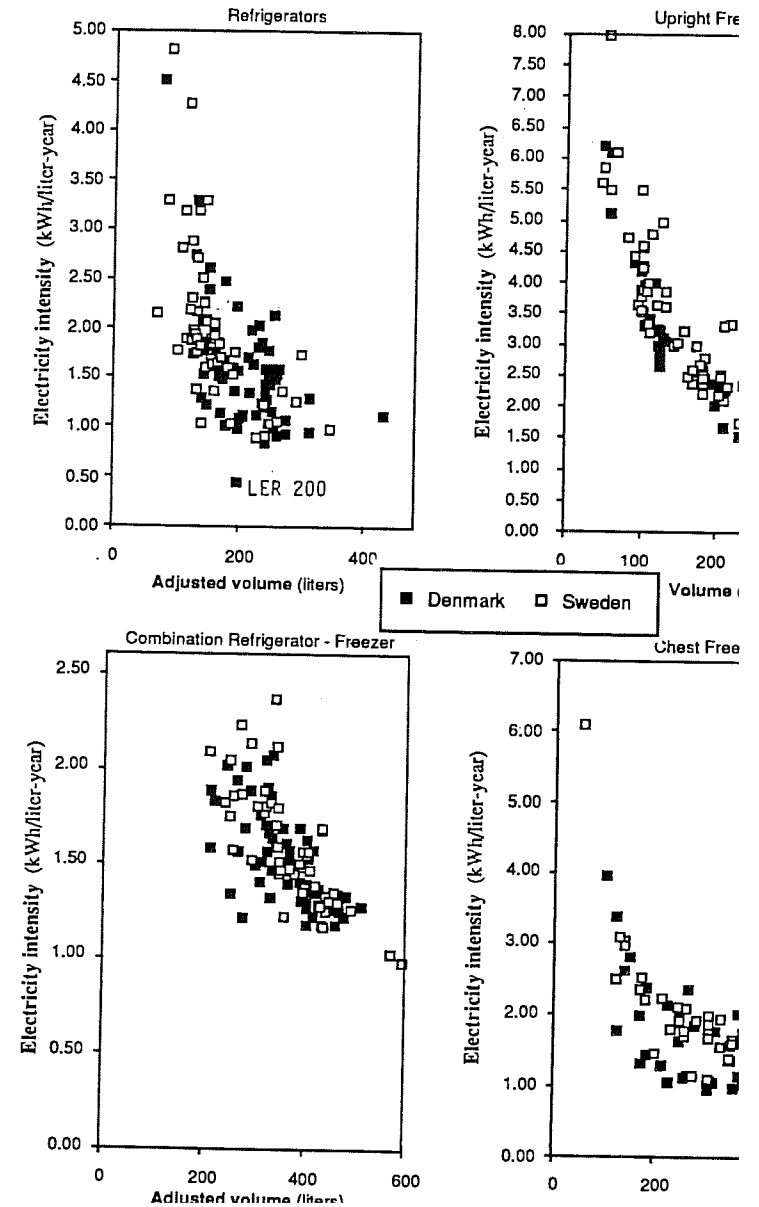 Refrigerators
5.00
4.50
4.00
3.50
3.00
2.50
2.00
1.50
1.00
0.50
0.00
Electricity intensity (kWh/liter-year)
LER 200
0 200 400
Adjusted volume (liters)
Upright Fre
8.00
7.50
7.00
6.50
6.00
5.50
5.00
4.50
4.00
3.50
3.00
2.50
2.00
1.50
1.00
0.50
0.00
Electricity intensity (kWh/liter-year)
0 100 200
Volume (
Denmark Sweden
Combination Refrigerator - Freezer
2.50
2.00
1.50
1.00
0.50
0.00
Electricity intensity (kWh/liter-year)
0 200 400 600
Adjusted volume (liters)
Chest Free
7.00
6.00
5.00
4.00
3.00
2.00
1.00
0.00
Electricity intensity (kWh/liter-year)
0 200